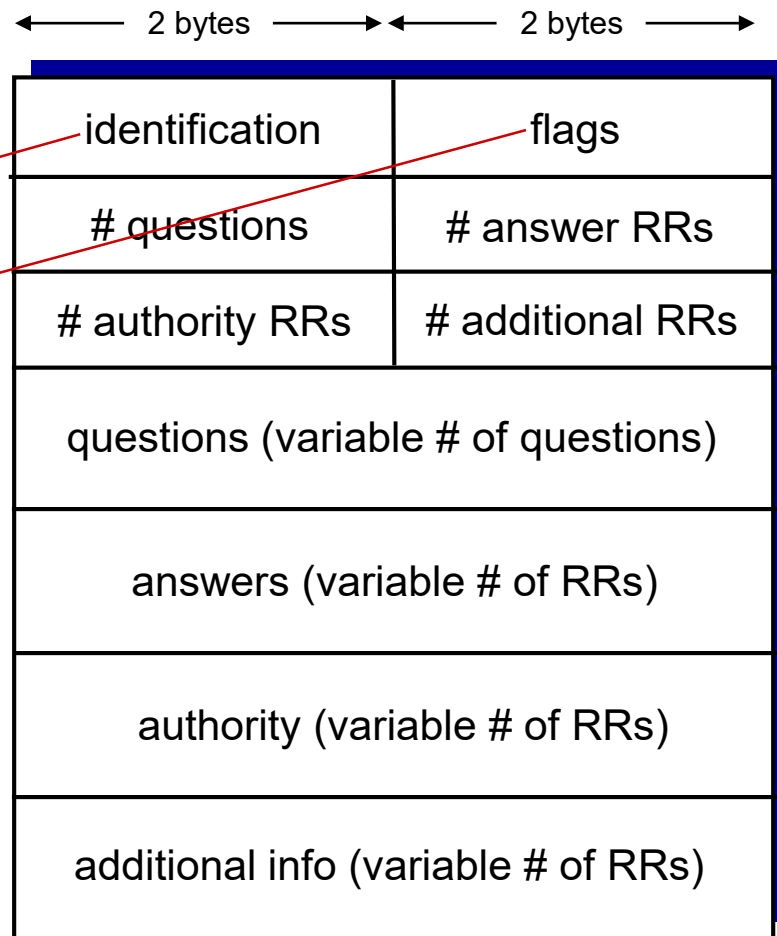 2 bytes 2 bytes
identification flags
# questions # answer RRs
# authority RRs # additional RRs
questions (variable # of questions)
answers (variable # of RRs)
authority (variable # of RRs)
additional info (variable # of RRs)